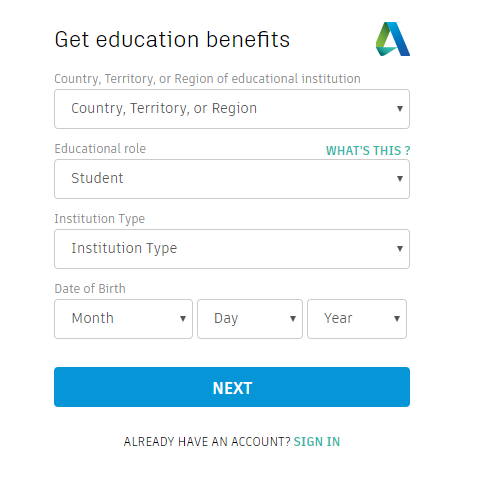 Get education benefits
Country, Territory, or Region of educational institution
Country, Territory, or Region
Educational role
WHAT'S THIS ?
Student
Institution Type
Institution Type
Date of Birth
Month Day Year
NEXT
ALREADY HAVE AN ACCOUNT? SIGN IN